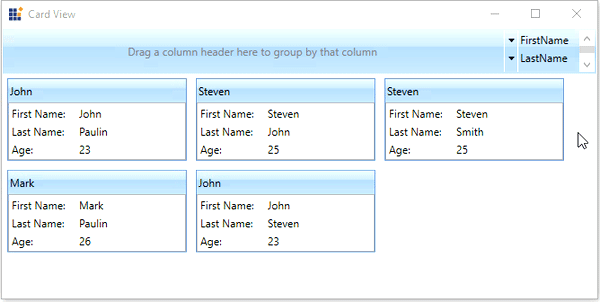 Card View
Drag a column header here to group by that column
FirstName
LastName
John
First Name: John
Last Name: Paulin
Age: 23
Steven
First Name: Steven
Last Name: John
Age: 25
Steven
First Name: Steven
Last Name: Smith
Age: 25
Mark
First Name: Mark
Last Name: Paulin
Age: 26
John
First Name: John
Last Name: Steven
Age: 23